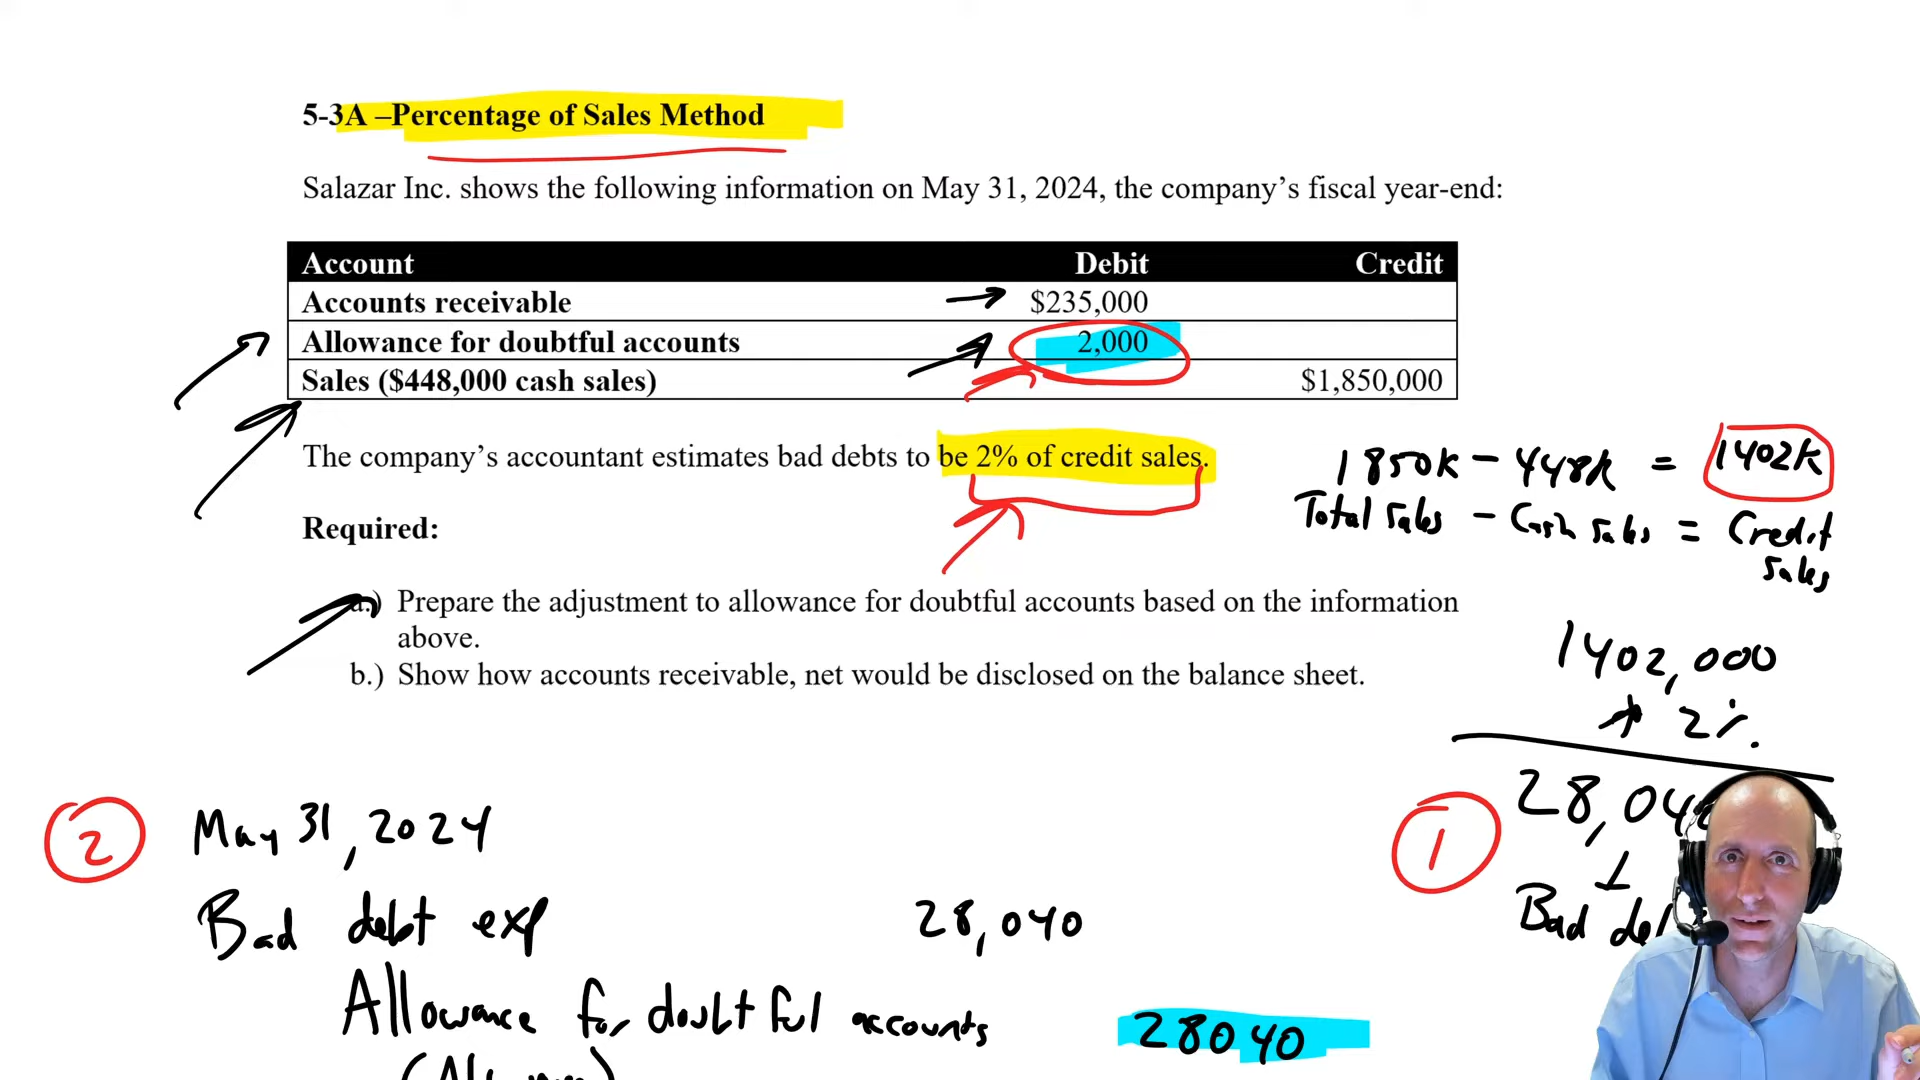 5-3A –Percentage of Sales Method
Salazar Inc. shows the following information on May 31, 2024, the company's fiscal year-end:
Account Debit Credit
Accounts receivable $235,000
Allowance for doubtful accounts 2,000
Sales ($448,000 cash sales) $1,850,000
The company's accountant estimates bad debts to be 2% of credit sales.
1850k - 448k = 1402k
Total sales - Cash sales = Credit
sales
Required:
a.) Prepare the adjustment to allowance for doubtful accounts based on the information
above.
b.) Show how accounts receivable, net would be disclosed on the balance sheet.
1402,000
2%.
28,04
1
Bad de
2
May 31, 2024
Bad debt exp 28,040
Allowance for doubtful accounts 28040